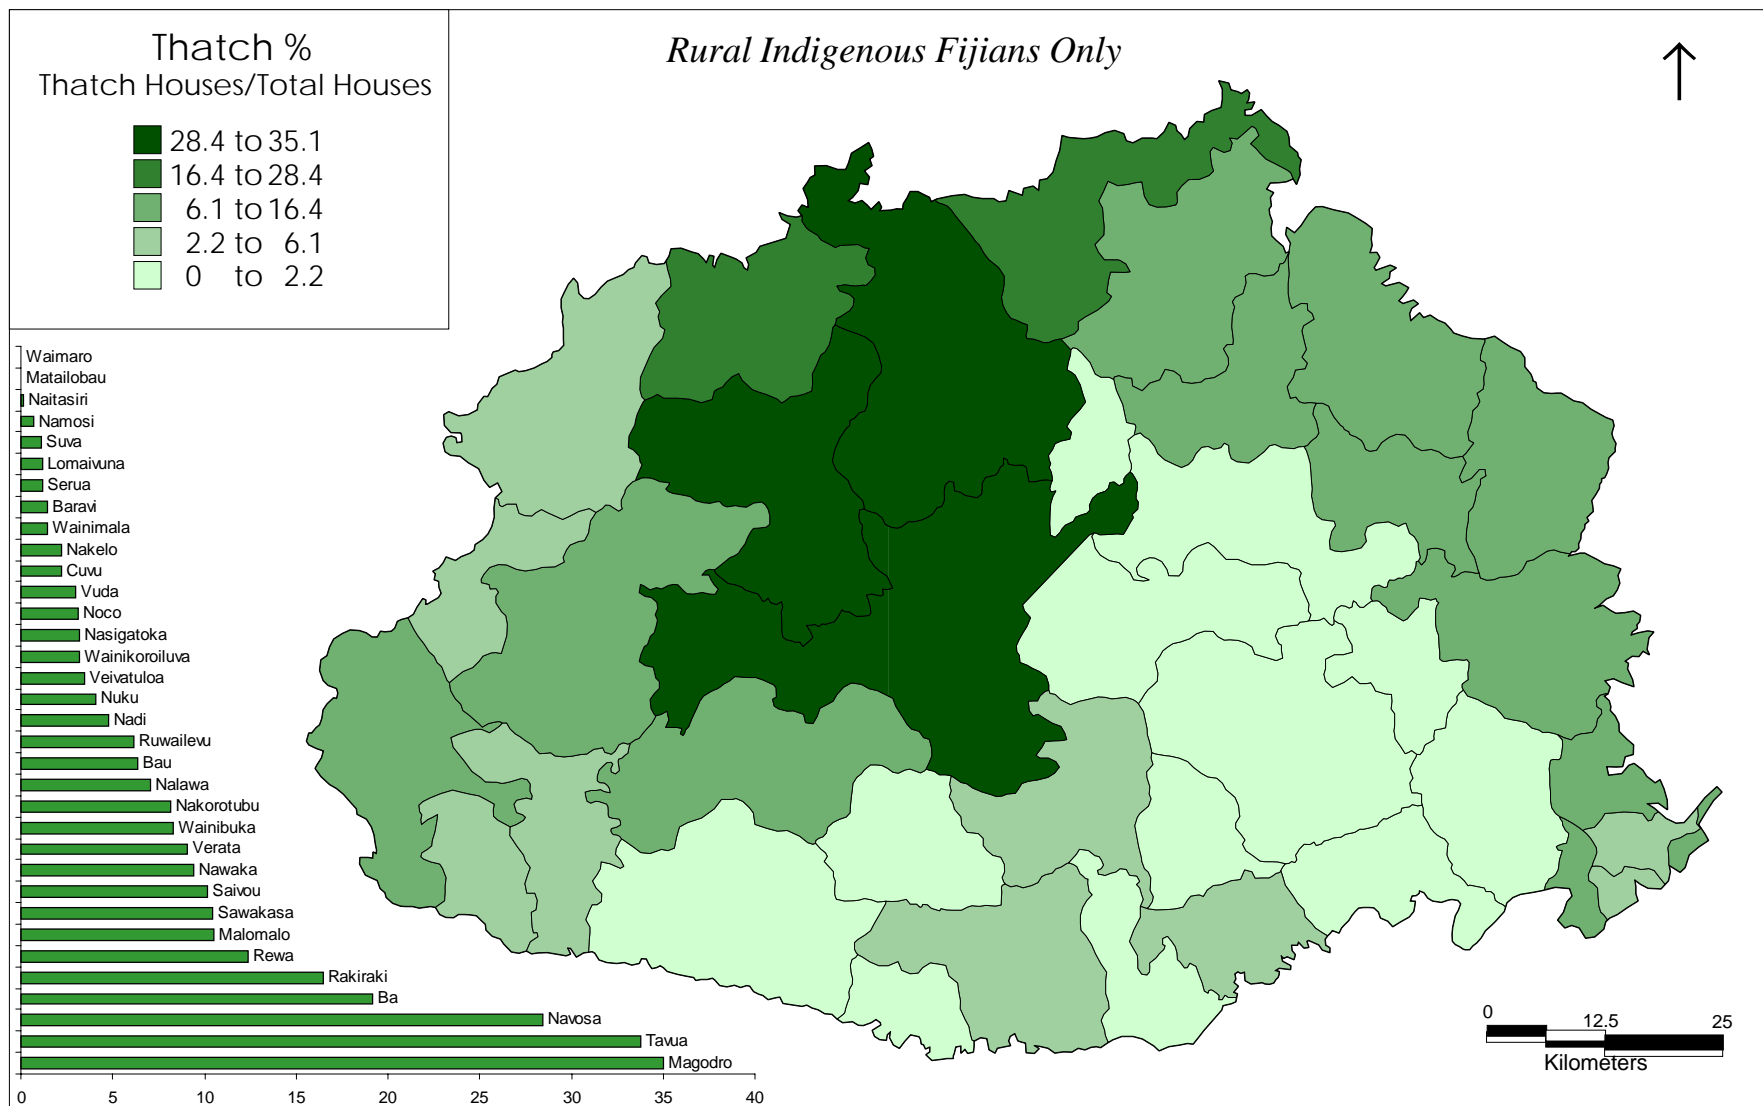 Thatch %
Thatch Houses/Total Houses
28.4 to 35.1
16.4 to 28.4
6.1 to 16.4
2.2 to 6.1
0 to 2.2
Rural Indigenous Fijians Only
Waimaro
Matailobau
Naitasiri
Namosi
Suva
Lomaivuna
Serua
Baravi
Wainimala
Nakelo
Cuvu
Vuda
Noco
Nasigatoka
Wainikoroiluva
Veivatuloa
Nuku
Nadi
Ruwailevu
Bau
Nalawa
Nakorotubu
Wainibuka
Verata
Nawaka
Saivou
Sawakasa
Malomalo
Rewa
Rakiraki
Ba
Navosa
Tavua
Magodro
0 5 10 15 20 25 30 35 40
0 12.5 25
Kilometers